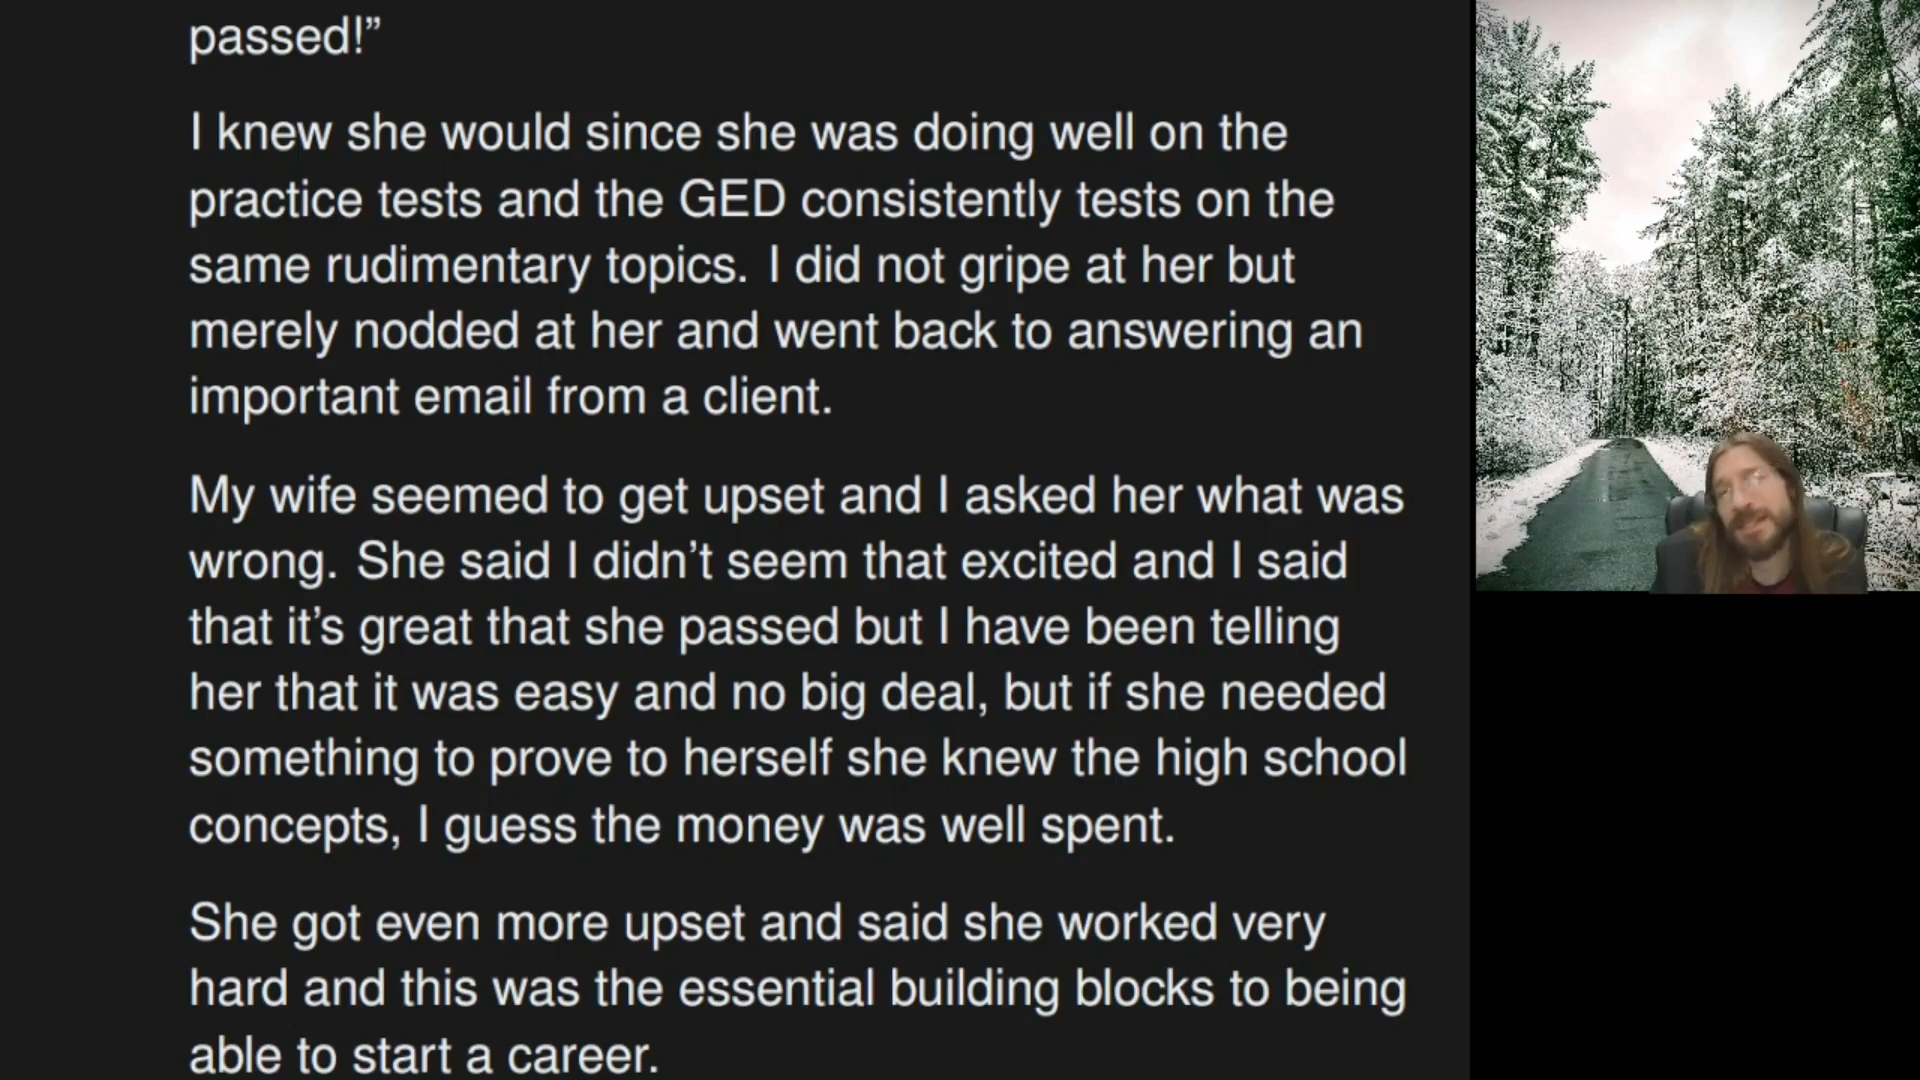 passed!”
I knew she would since she was doing well on the
practice tests and the GED consistently tests on the
same rudimentary topics. I did not gripe at her but
merely nodded at her and went back to answering an
important email from a client.
My wife seemed to get upset and I asked her what was
wrong. She said I didn’t seem that excited and I said
that it’s great that she passed but I have been telling
her that it was easy and no big deal, but if she needed
something to prove to herself she knew the high school
concepts, I guess the money was well spent.
She got even more upset and said she worked very
hard and this was the essential building blocks to being
able to start a career.